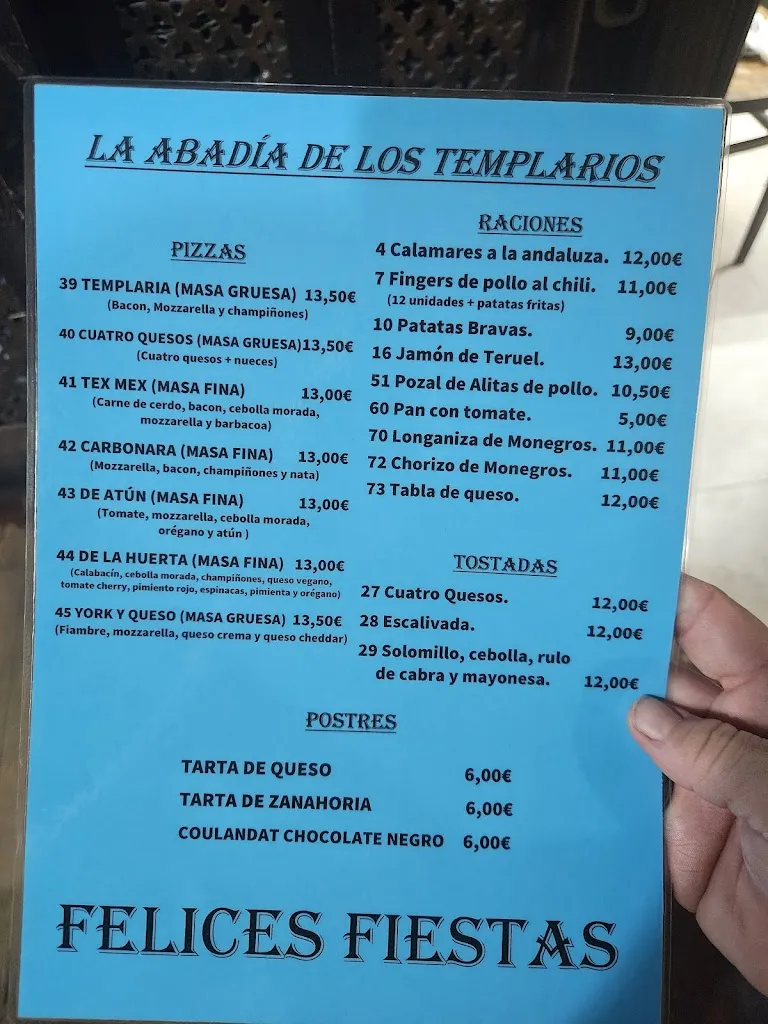 LA ABADÍA DE LOS TEMPLARIOS
PIZZAS
39 TEMPLARIA (MASA GRUESA) 13,50€
(Bacon, Mozzarella y champiñones)
40 CUATRO QUESOS (MASA GRUESA)13,50€
(Cuatro quesos + nueces)
41 TEX MEX (MASA FINA) 13,00€
(Carne de cerdo, bacon, cebolla morada,
mozzarella y barbacoa)
42 CARBONARA (MASA FINA) 13,00€
(Mozzarella, bacon, champiñones y nata)
43 DE ATÚN (MASA FINA) 13,00€
(Tomate, mozzarella, cebolla morada,
orégano y atún )
44 DE LA HUERTA (MASA FINA) 13,00€
(Calabacín, cebolla morada, champiñones, queso vegano,
tomate cherry, pimiento rojo, espinacas, pimienta y orégano)
45 YORK Y QUESO (MASA GRUESA) 13,50€
(Fiambre, mozzarella, queso crema y queso cheddar)
RACIONES
4 Calamares a la andaluza. 12,00€
7 Fingers de pollo al chili. 11,00€
(12 unidades + patatas fritas)
10 Patatas Bravas. 9,00€
16 Jamón de Teruel. 13,00€
51 Pozal de Alitas de pollo. 10,50€
60 Pan con tomate. 5,00€
70 Longaniza de Monegros. 11,00€
72 Chorizo de Monegros. 11,00€
73 Tabla de queso. 12,00€
TOSTADAS
27 Cuatro Quesos. 12,00€
28 Escalivada. 12,00€
29 Solomillo, cebolla, rulo
de cabra y mayonesa. 12,00€
POSTRES
TARTA DE QUESO 6,00€
TARTA DE ZANAHORIA 6,00€
COULANDAT CHOCOLATE NEGRO 6,00€
FELICES FIESTAS